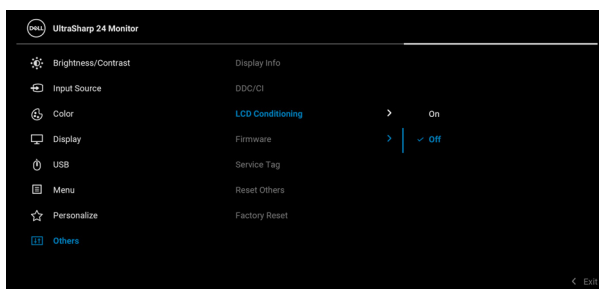 DELL UltraSharp 24 Monitor
Brightness/Contrast
Input Source
Color
Display
USB
Menu
Personalize
Others
Display Info
DDC/CI
LCD Conditioning
Firmware
Service Tag
Reset Others
Factory Reset
On
Off
Exit